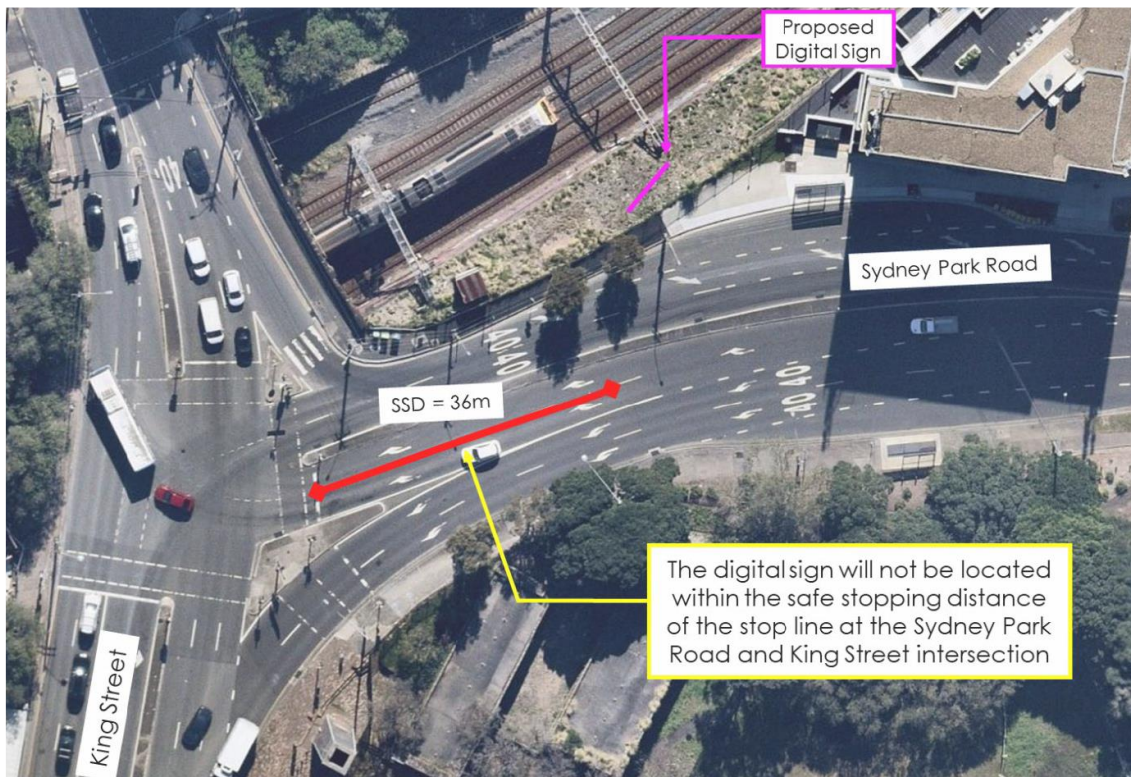 Proposed
Digital Sign
Sydney Park Road
40
40
40
SSD = 36m
40
40
The digital sign will not be located
within the safe stopping distance
of the stop line at the Sydney Park
Road and King Street intersection
King Street